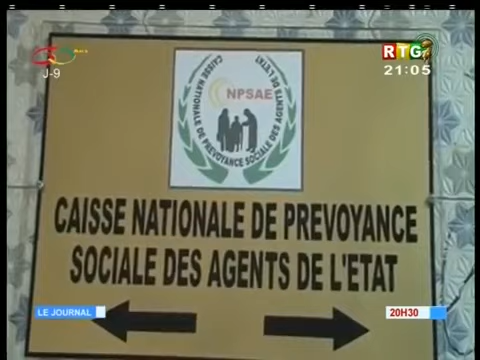 J-9
RTG
21:05
CAISSE NATIONALE DE PREVOYANCE SOCIALE DES AGENTS DE L'ETAT
NPSAE
CAISSE NATIONALE DE PREVOYANCE
SOCIALE DES AGENTS DE L'ETAT
LE JOURNAL
20H30